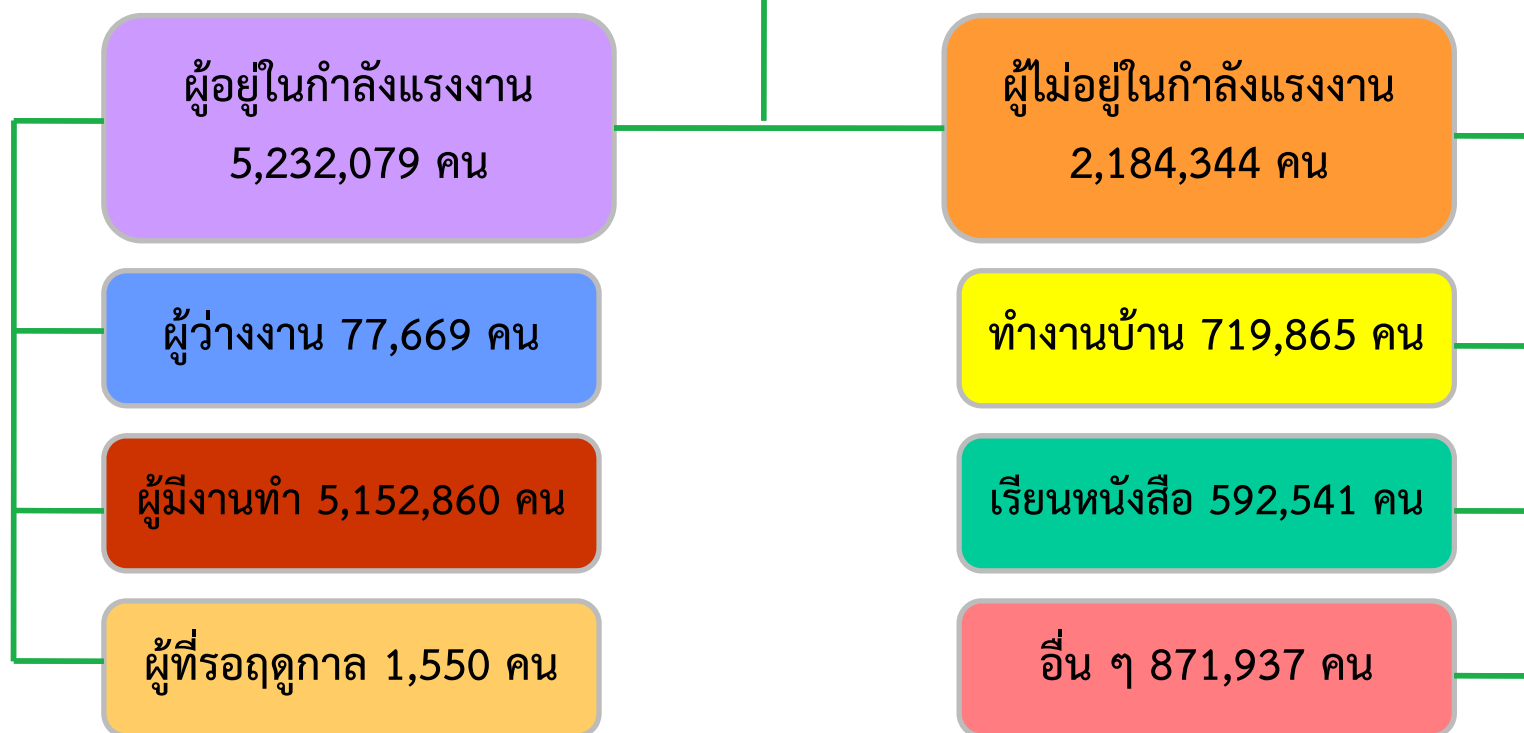 ผู้อยู่ในกำลังแรงงาน
5,232,079 คน
ผู้ว่างงาน 77,669 คน
ผู้มีงานทำ 5,152,860 คน
ผู้ที่รอฤดูกาล 1,550 คน
ผู้ไม่อยู่ในกำลังแรงงาน
2,184,344 คน
ทำงานบ้าน 719,865 คน
เรียนหนังสือ 592,541 คน
อื่น ๆ 871,937 คน